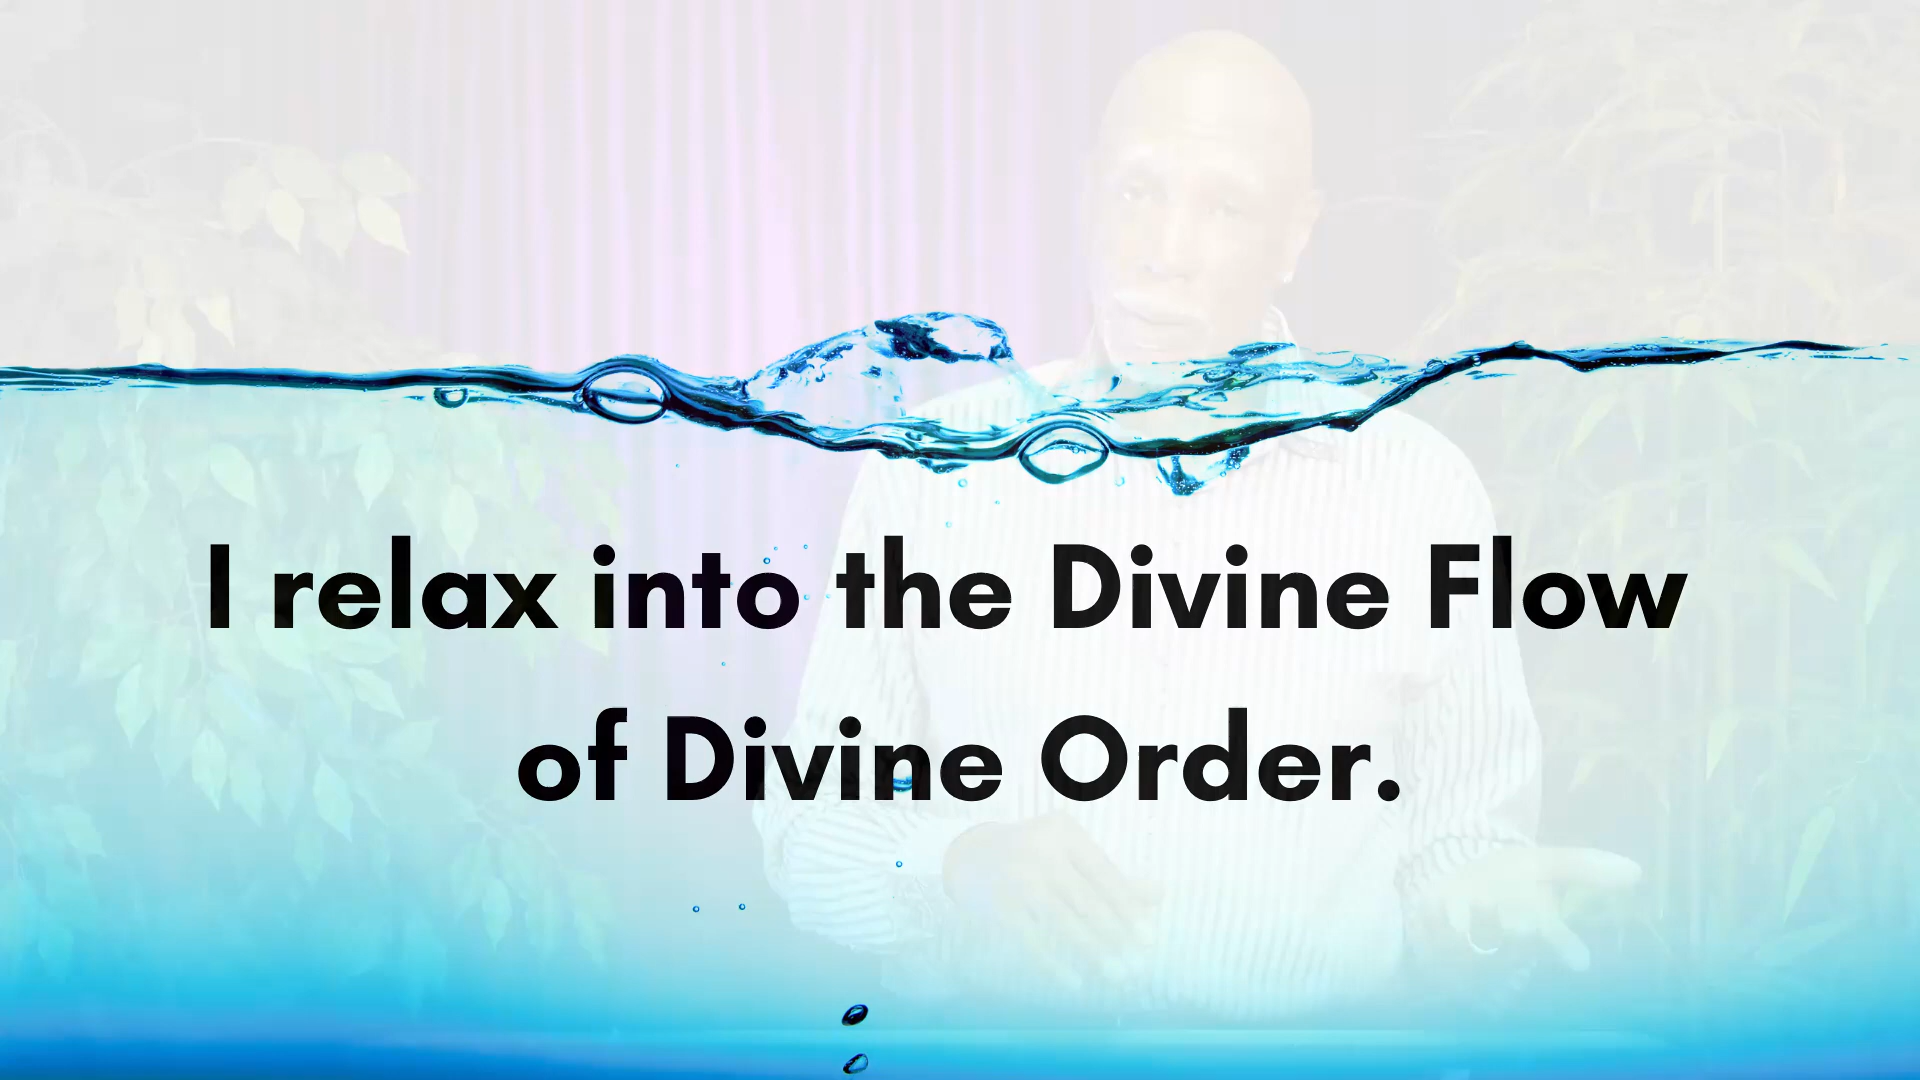 I relax into the Divine Flow
of Divine Order.